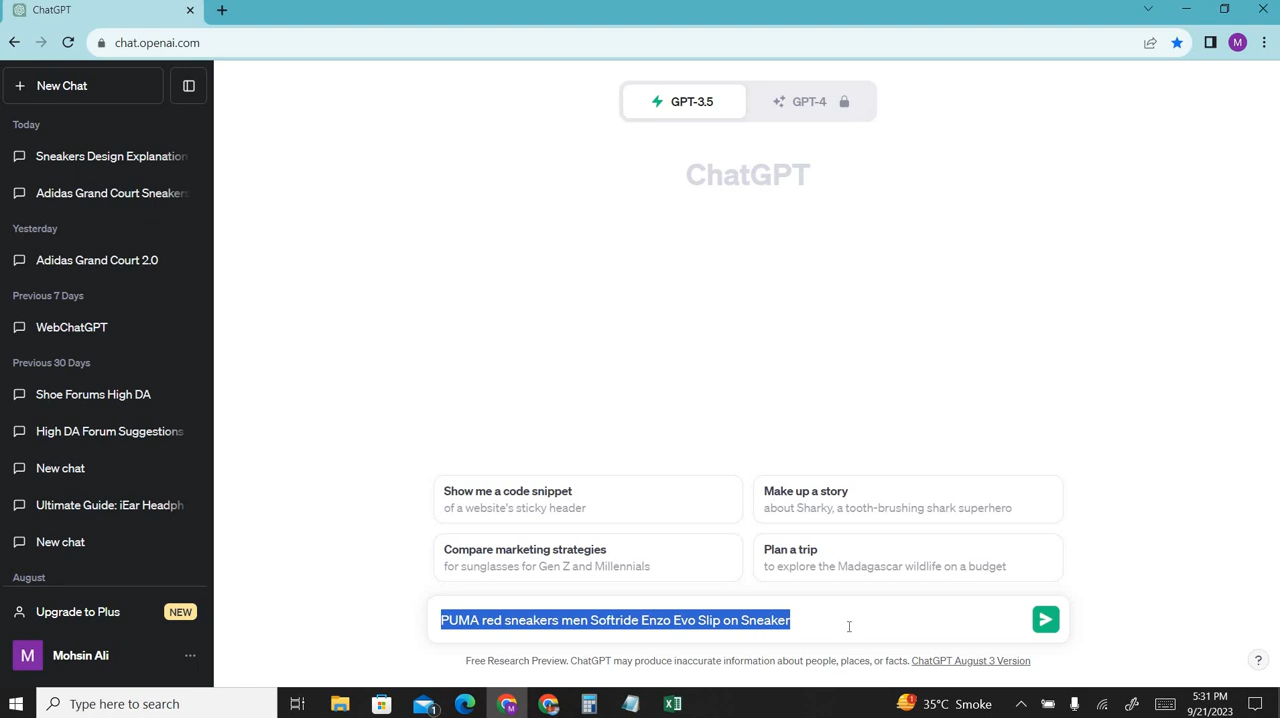 ChatGPT
chat.openai.com
M
New Chat
GPT-3.5
GPT-4
Today
Sneakers Design Explanation
Adidas Grand Court Sneakers
Yesterday
Adidas Grand Court 2.0
Previous 7 Days
WebChatGPT
Previous 30 Days
Shoe Forums High DA
High DA Forum Suggestions
New chat
Ultimate Guide: iEar Headph
New chat
August
Upgrade to Plus
NEW
M
Mohsin Ali
ChatGPT
Show me a code snippet
of a website's sticky header
Make up a story
about Sharky, a tooth-brushing shark superhero
Compare marketing strategies
for sunglasses for Gen Z and Millennials
Plan a trip
to explore the Madagascar wildlife on a budget
PUMA red sneakers men Softride Enzo Evo Slip on Sneaker
Free Research Preview. ChatGPT may produce inaccurate information about people, places, or facts. ChatGPT August 3 Version
?
Type here to search
1
35°C Smoke
5:31 PM
9/21/2023